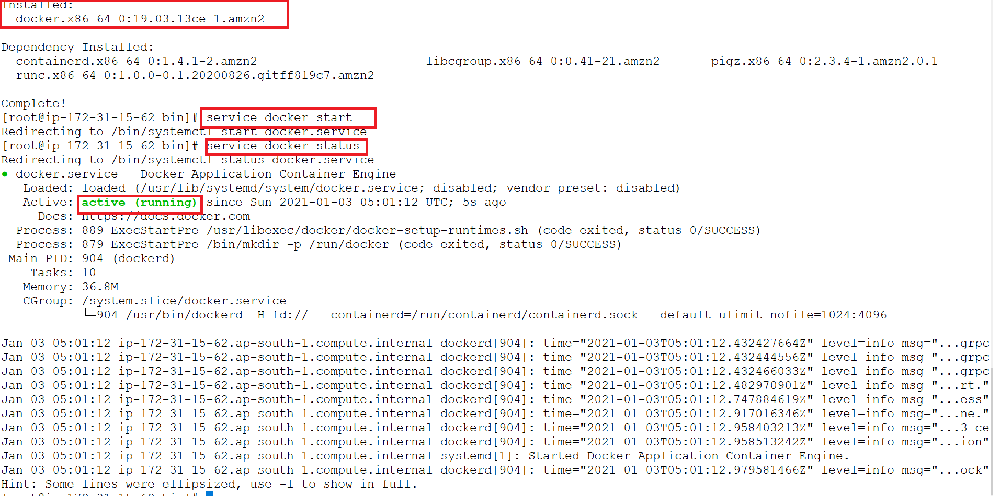 Installed:
docker.x86_64 0:19.03.13ce-1.amzn2
Dependency Installed:
containerd.x86_64 0:1.4.1-2.amzn2 libcgroup.x86_64 0:0.41-21.amzn2 pigz.x86_64 0:2.3.4-1.amzn2.0.1
runc.x86_64 0:1.0.0-0.1.20200826.gitff819c7.amzn2
Complete!
[root@ip-172-31-15-62 bin]# service docker start
Redirecting to /bin/systemctl start docker.service
[root@ip-172-31-15-62 bin]# service docker status
Redirecting to /bin/systemctl status docker.service
● docker.service - Docker Application Container Engine
Loaded: loaded (/usr/lib/systemd/system/docker.service; disabled; vendor preset: disabled)
Active: active (running) since Sun 2021-01-03 05:01:12 UTC; 5s ago
Docs: https://docs.docker.com
Process: 889 ExecStartPre=/usr/libexec/docker/docker-setup-runtimes.sh (code=exited, status=0/SUCCESS)
Process: 879 ExecStartPre=/bin/mkdir -p /run/docker (code=exited, status=0/SUCCESS)
Main PID: 904 (dockerd)
Tasks: 10
Memory: 36.8M
CGroup: /system.slice/docker.service
└─904 /usr/bin/dockerd -H fd:// --containerd=/run/containerd/containerd.sock --default-ulimit nofile=1024:4096
Jan 03 05:01:12 ip-172-31-15-62.ap-south-1.compute.internal dockerd[904]: time="2021-01-03T05:01:12.432427664Z" level=info msg="...grpc
Jan 03 05:01:12 ip-172-31-15-62.ap-south-1.compute.internal dockerd[904]: time="2021-01-03T05:01:12.432444556Z" level=info msg="...grpc
Jan 03 05:01:12 ip-172-31-15-62.ap-south-1.compute.internal dockerd[904]: time="2021-01-03T05:01:12.432466033Z" level=info msg="...grpc
Jan 03 05:01:12 ip-172-31-15-62.ap-south-1.compute.internal dockerd[904]: time="2021-01-03T05:01:12.482970901Z" level=info msg="...rt."
Jan 03 05:01:12 ip-172-31-15-62.ap-south-1.compute.internal dockerd[904]: time="2021-01-03T05:01:12.747884619Z" level=info msg="...ess"
Jan 03 05:01:12 ip-172-31-15-62.ap-south-1.compute.internal dockerd[904]: time="2021-01-03T05:01:12.917016346Z" level=info msg="...ne."
Jan 03 05:01:12 ip-172-31-15-62.ap-south-1.compute.internal dockerd[904]: time="2021-01-03T05:01:12.958403213Z" level=info msg="...3-ce
Jan 03 05:01:12 ip-172-31-15-62.ap-south-1.compute.internal dockerd[904]: time="2021-01-03T05:01:12.958513242Z" level=info msg="...ion"
Jan 03 05:01:12 ip-172-31-15-62.ap-south-1.compute.internal systemd[1]: Started Docker Application Container Engine.
Jan 03 05:01:12 ip-172-31-15-62.ap-south-1.compute.internal dockerd[904]: time="2021-01-03T05:01:12.979581466Z" level=info msg="...ock"
Hint: Some lines were ellipsized, use -l to show in full.
[root@ip-172-31-15-62 bin]#